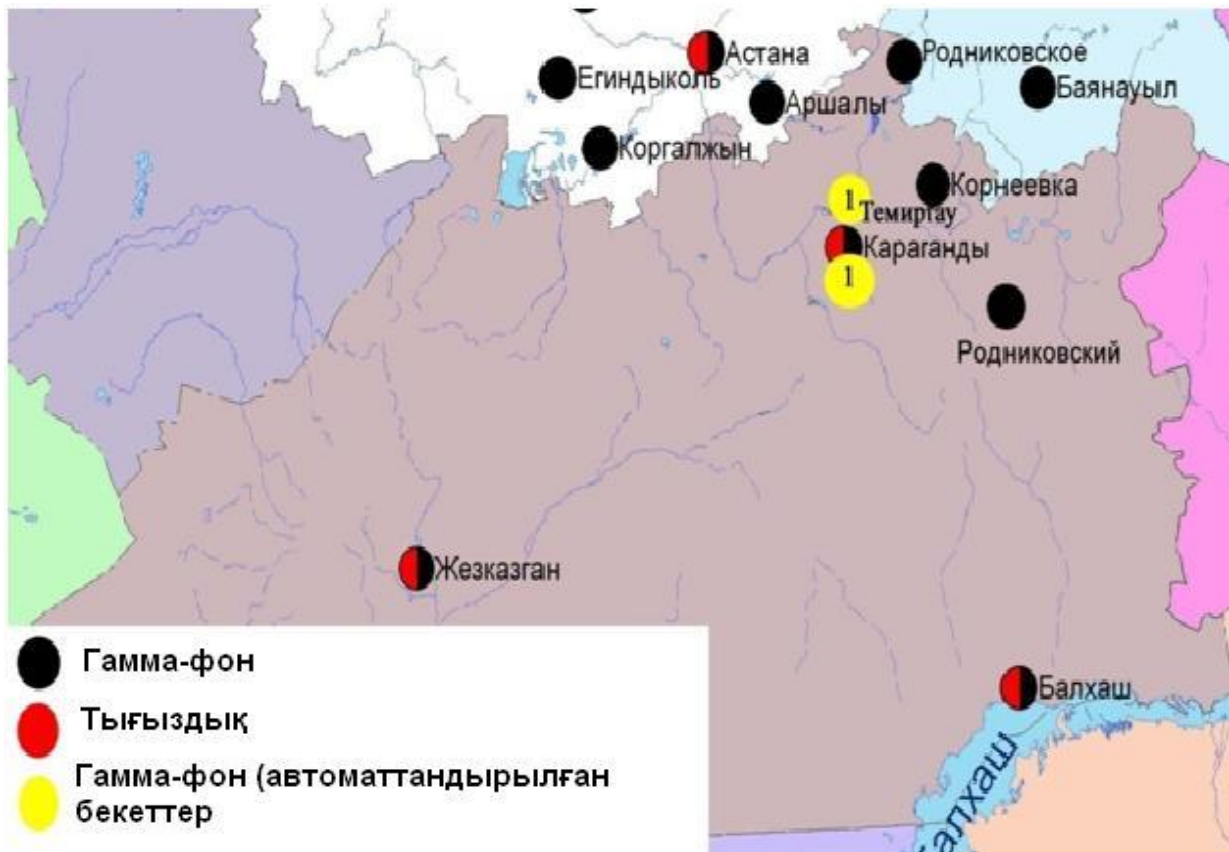 Астана
Родниковское
Егиндыколь
Баянауыл
Аршалы
Коргалжын
Корнеевка
1
Темиртау
Караганды
1
Родниковский
Жезказган
Балхаш
Гамма-фон
Тығыздық
Гамма-фон (автоматтандырылған
бекеттер
алхаш